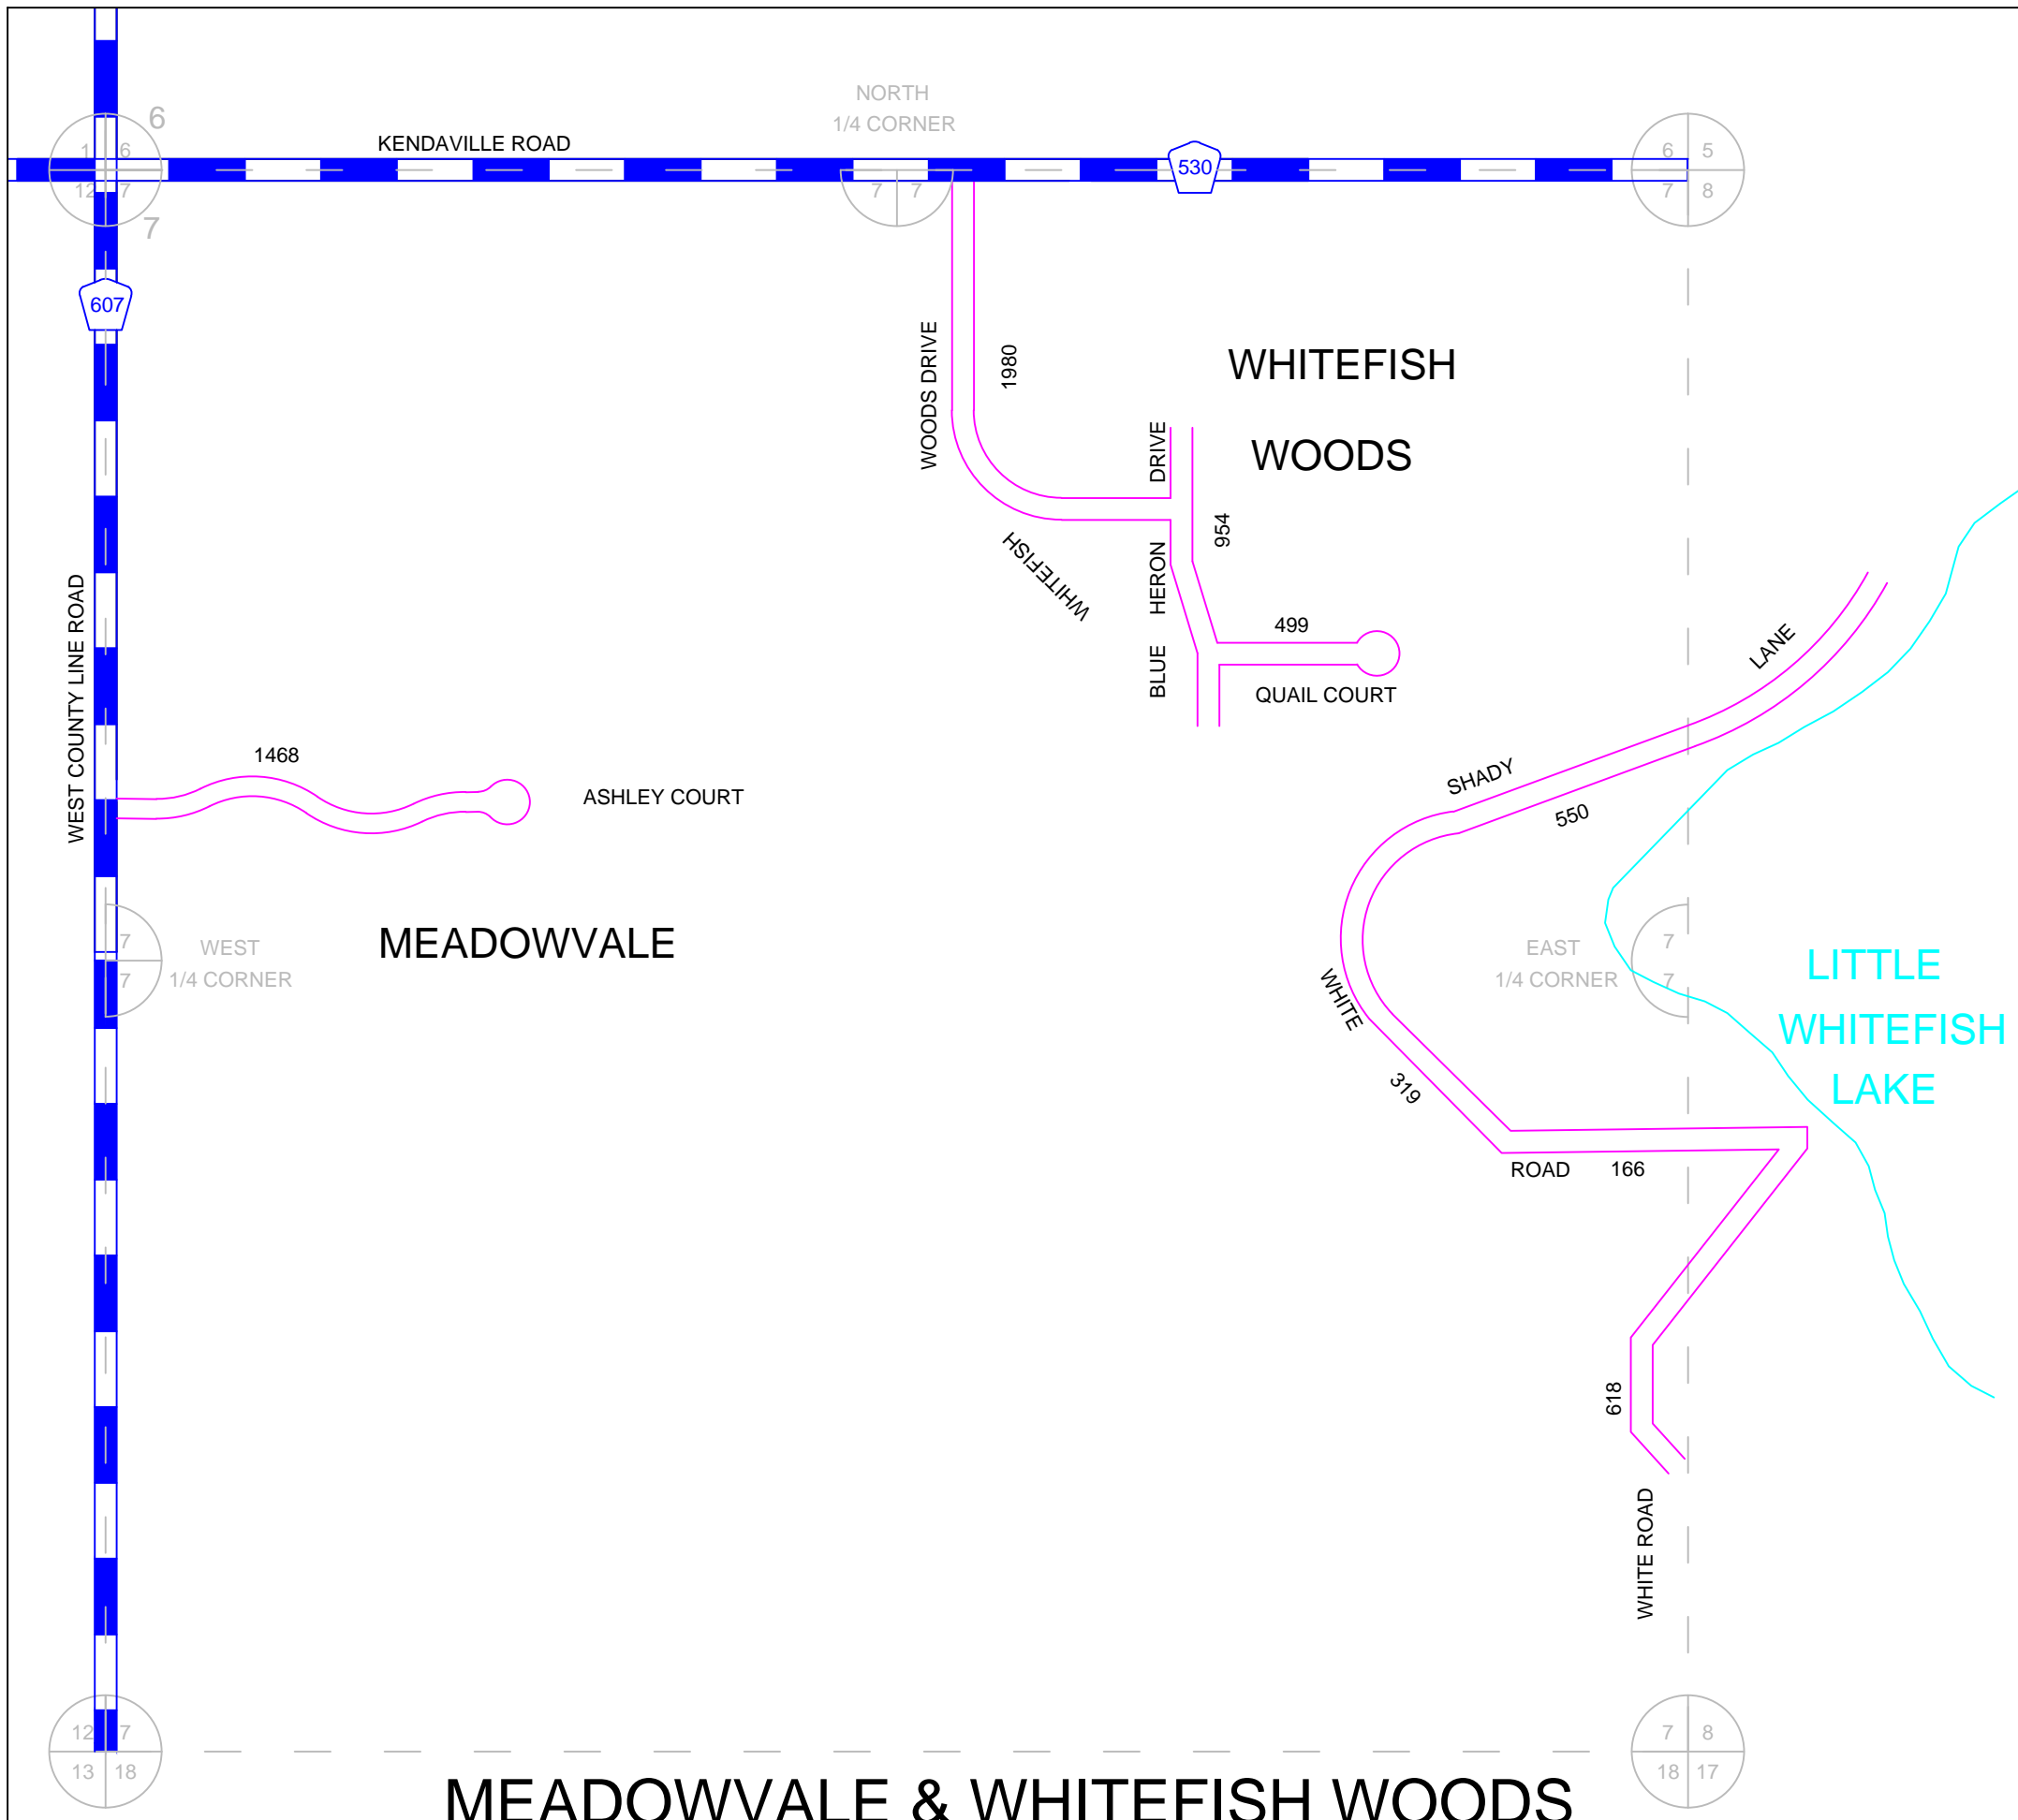 NORTH
1/4 CORNER
6
1 6
12 7
7
KENDAVILLE ROAD
7 7
530
6 5
7 8
607
WOODS DRIVE
1980
WHITEFISH
WOODS
WHITEFISH
BLUE HERON DRIVE
954
499
QUAIL COURT
WEST COUNTY LINE ROAD
1468
ASHLEY COURT
SHADY
LANE
550
MEADOWVALE
7
7
WEST
1/4 CORNER
EAST
1/4 CORNER
7
7
LITTLE
WHITEFISH
LAKE
WHITE
319
ROAD
166
618
WHITE ROAD
12 7
13 18
7 8
18 17
MEADOWVALE & WHITEFISH WOODS